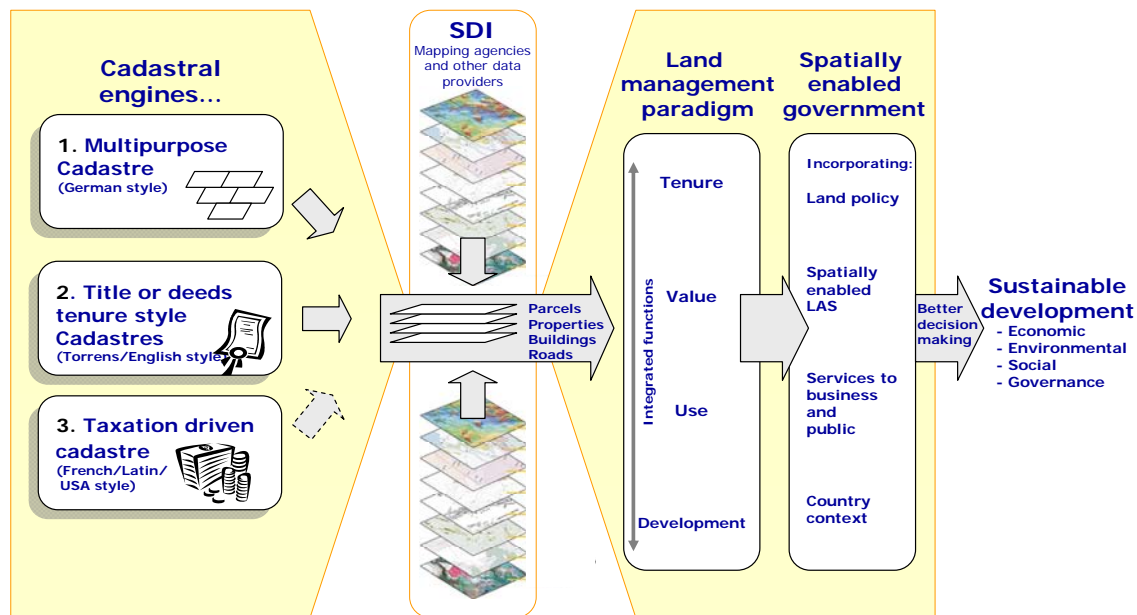 Cadastral
engines...
1. Multipurpose
Cadastre
(German style)
2. Title or deeds
tenure style
Cadastres
(Torrens/English style)
3. Taxation driven
cadastre
(French/Latin/
USA style)
SDI
Mapping agencies
and other data
providers
Parcels
Properties
Buildings
Roads
Land
management
paradigm
Integrated functions
Tenure
Value
Use
Development
Spatially
enabled
government
Incorporating:
Land policy
Spatially
enabled
LAS
Services to
business
and
public
Country
context
Better
decision
making
Sustainable
development
- Economic
- Environmental
- Social
- Governance